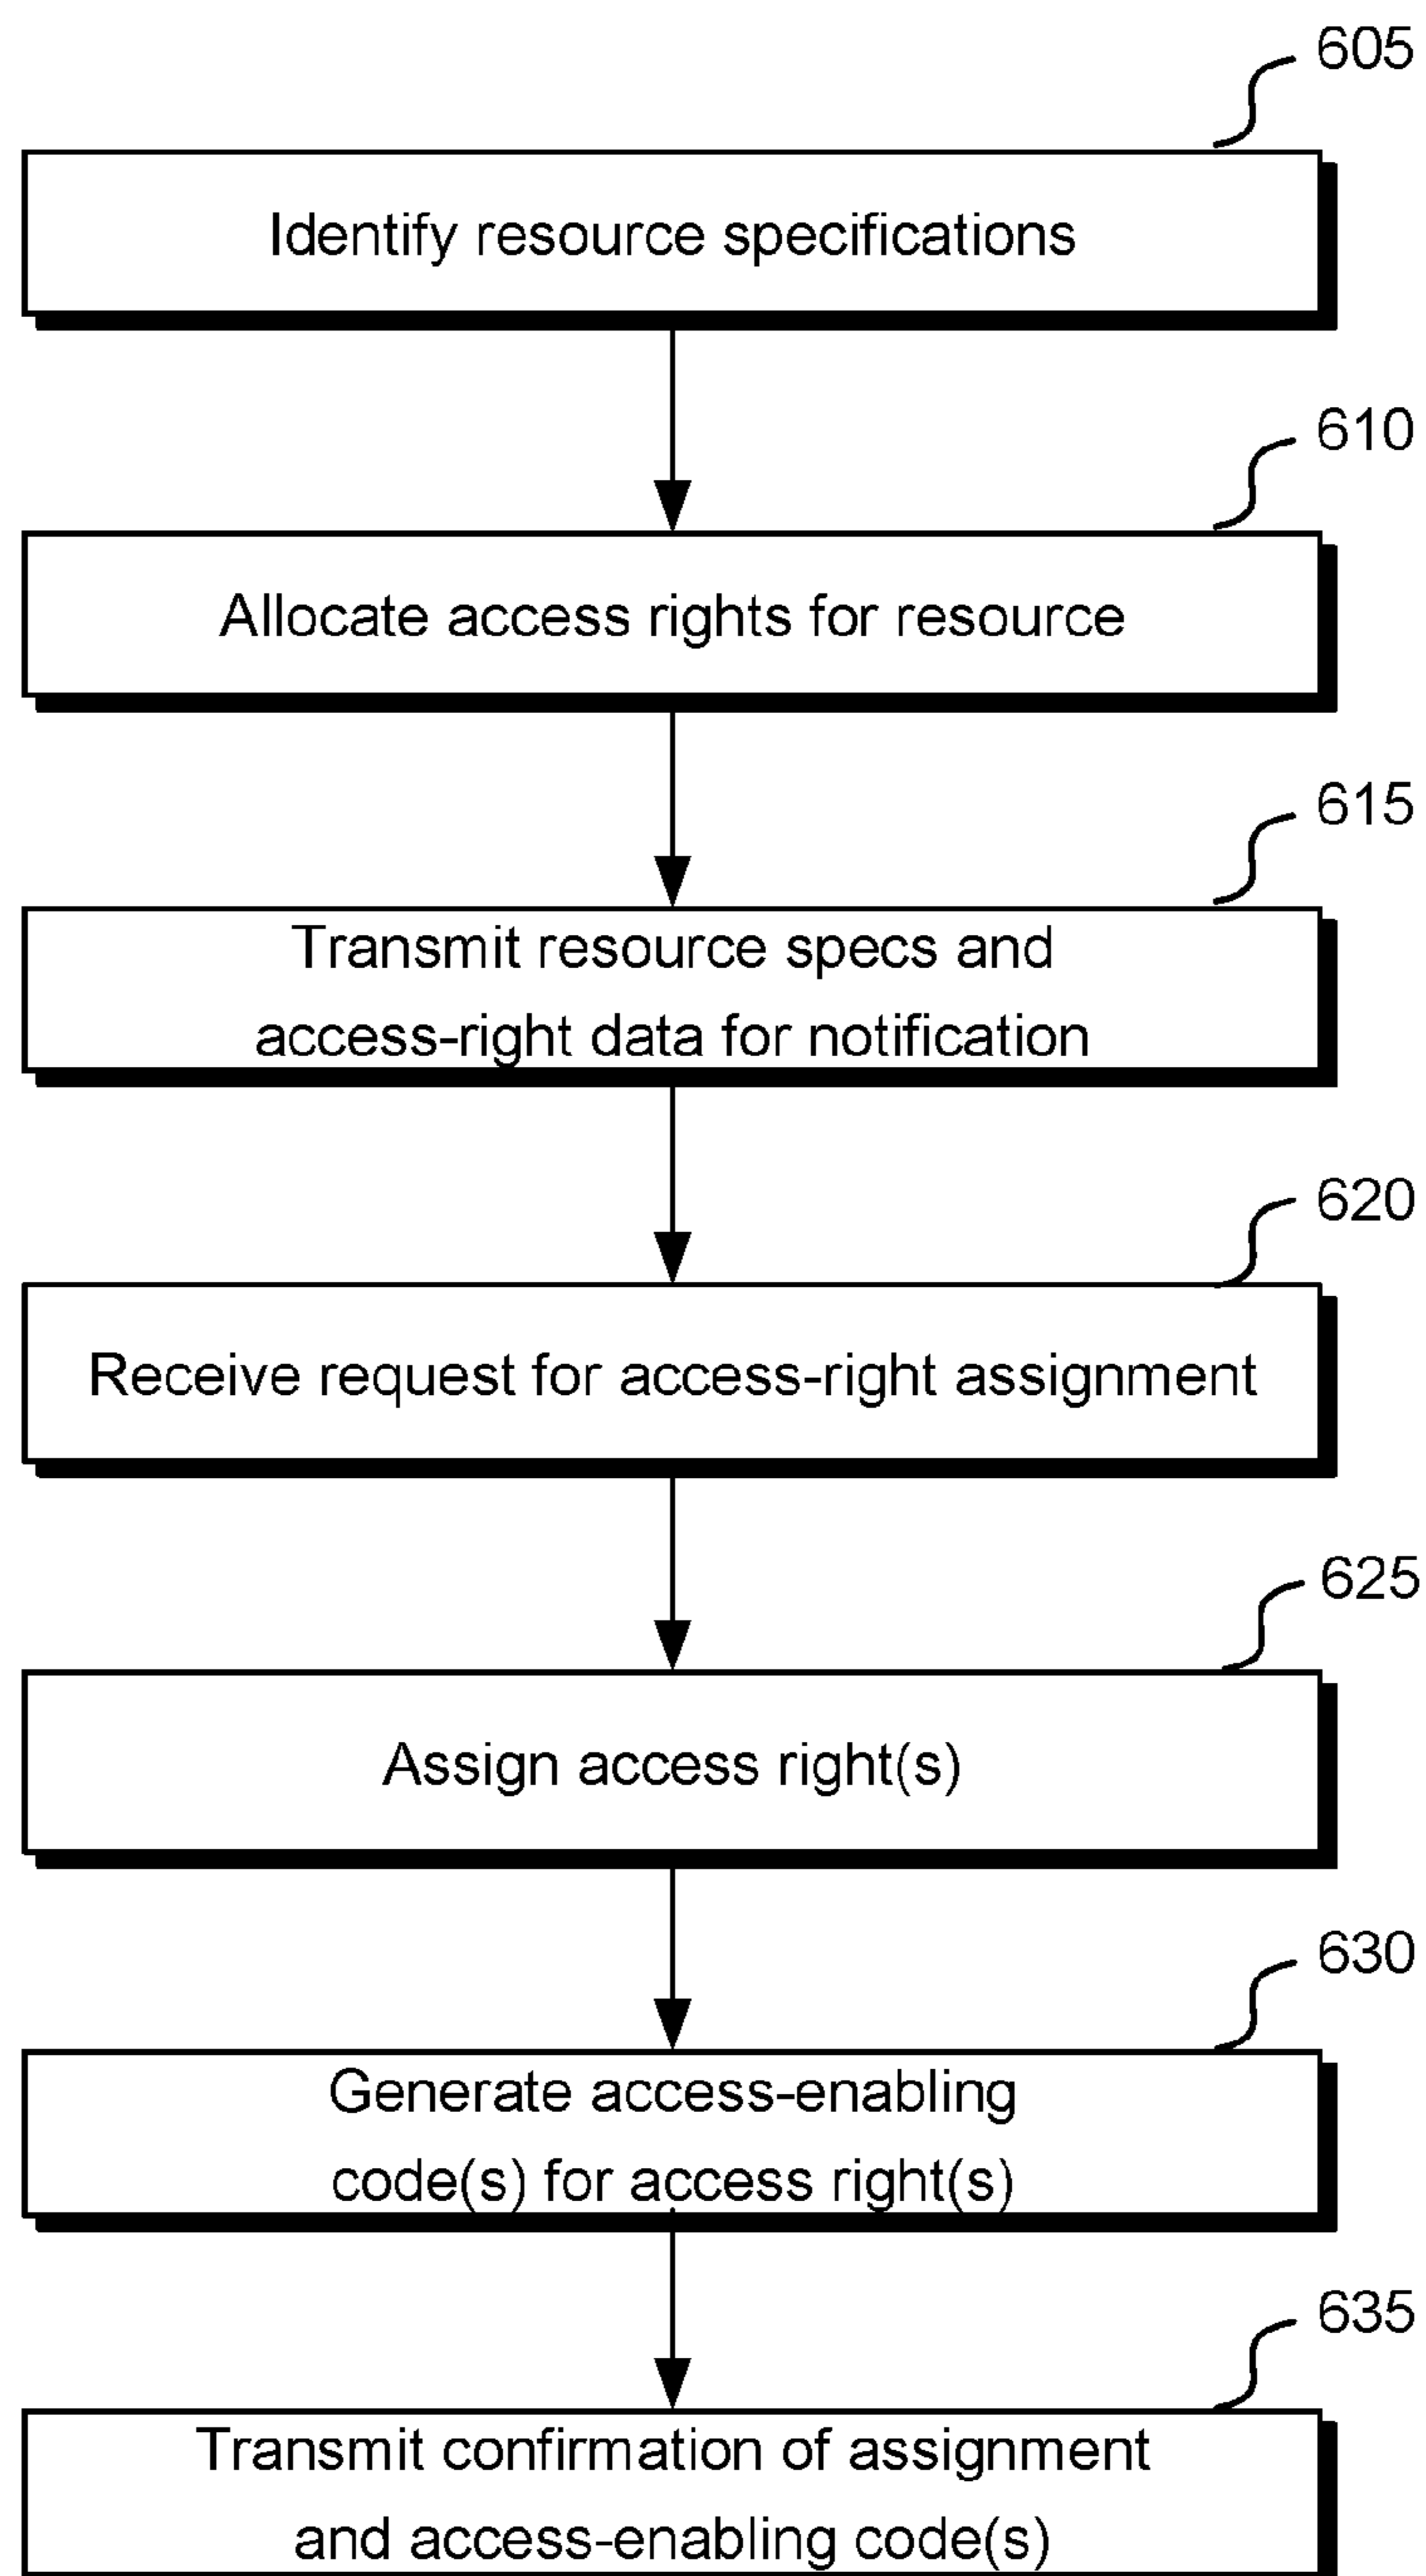 605
Identify resource specifications
610
Allocate access rights for resource
615
Transmit resource specs and
access-right data for notification
620
Receive request for access-right assignment
625
Assign access right(s)
630
Generate access-enabling
code(s) for access right(s)
635
Transmit confirmation of assignment
and access-enabling code(s)